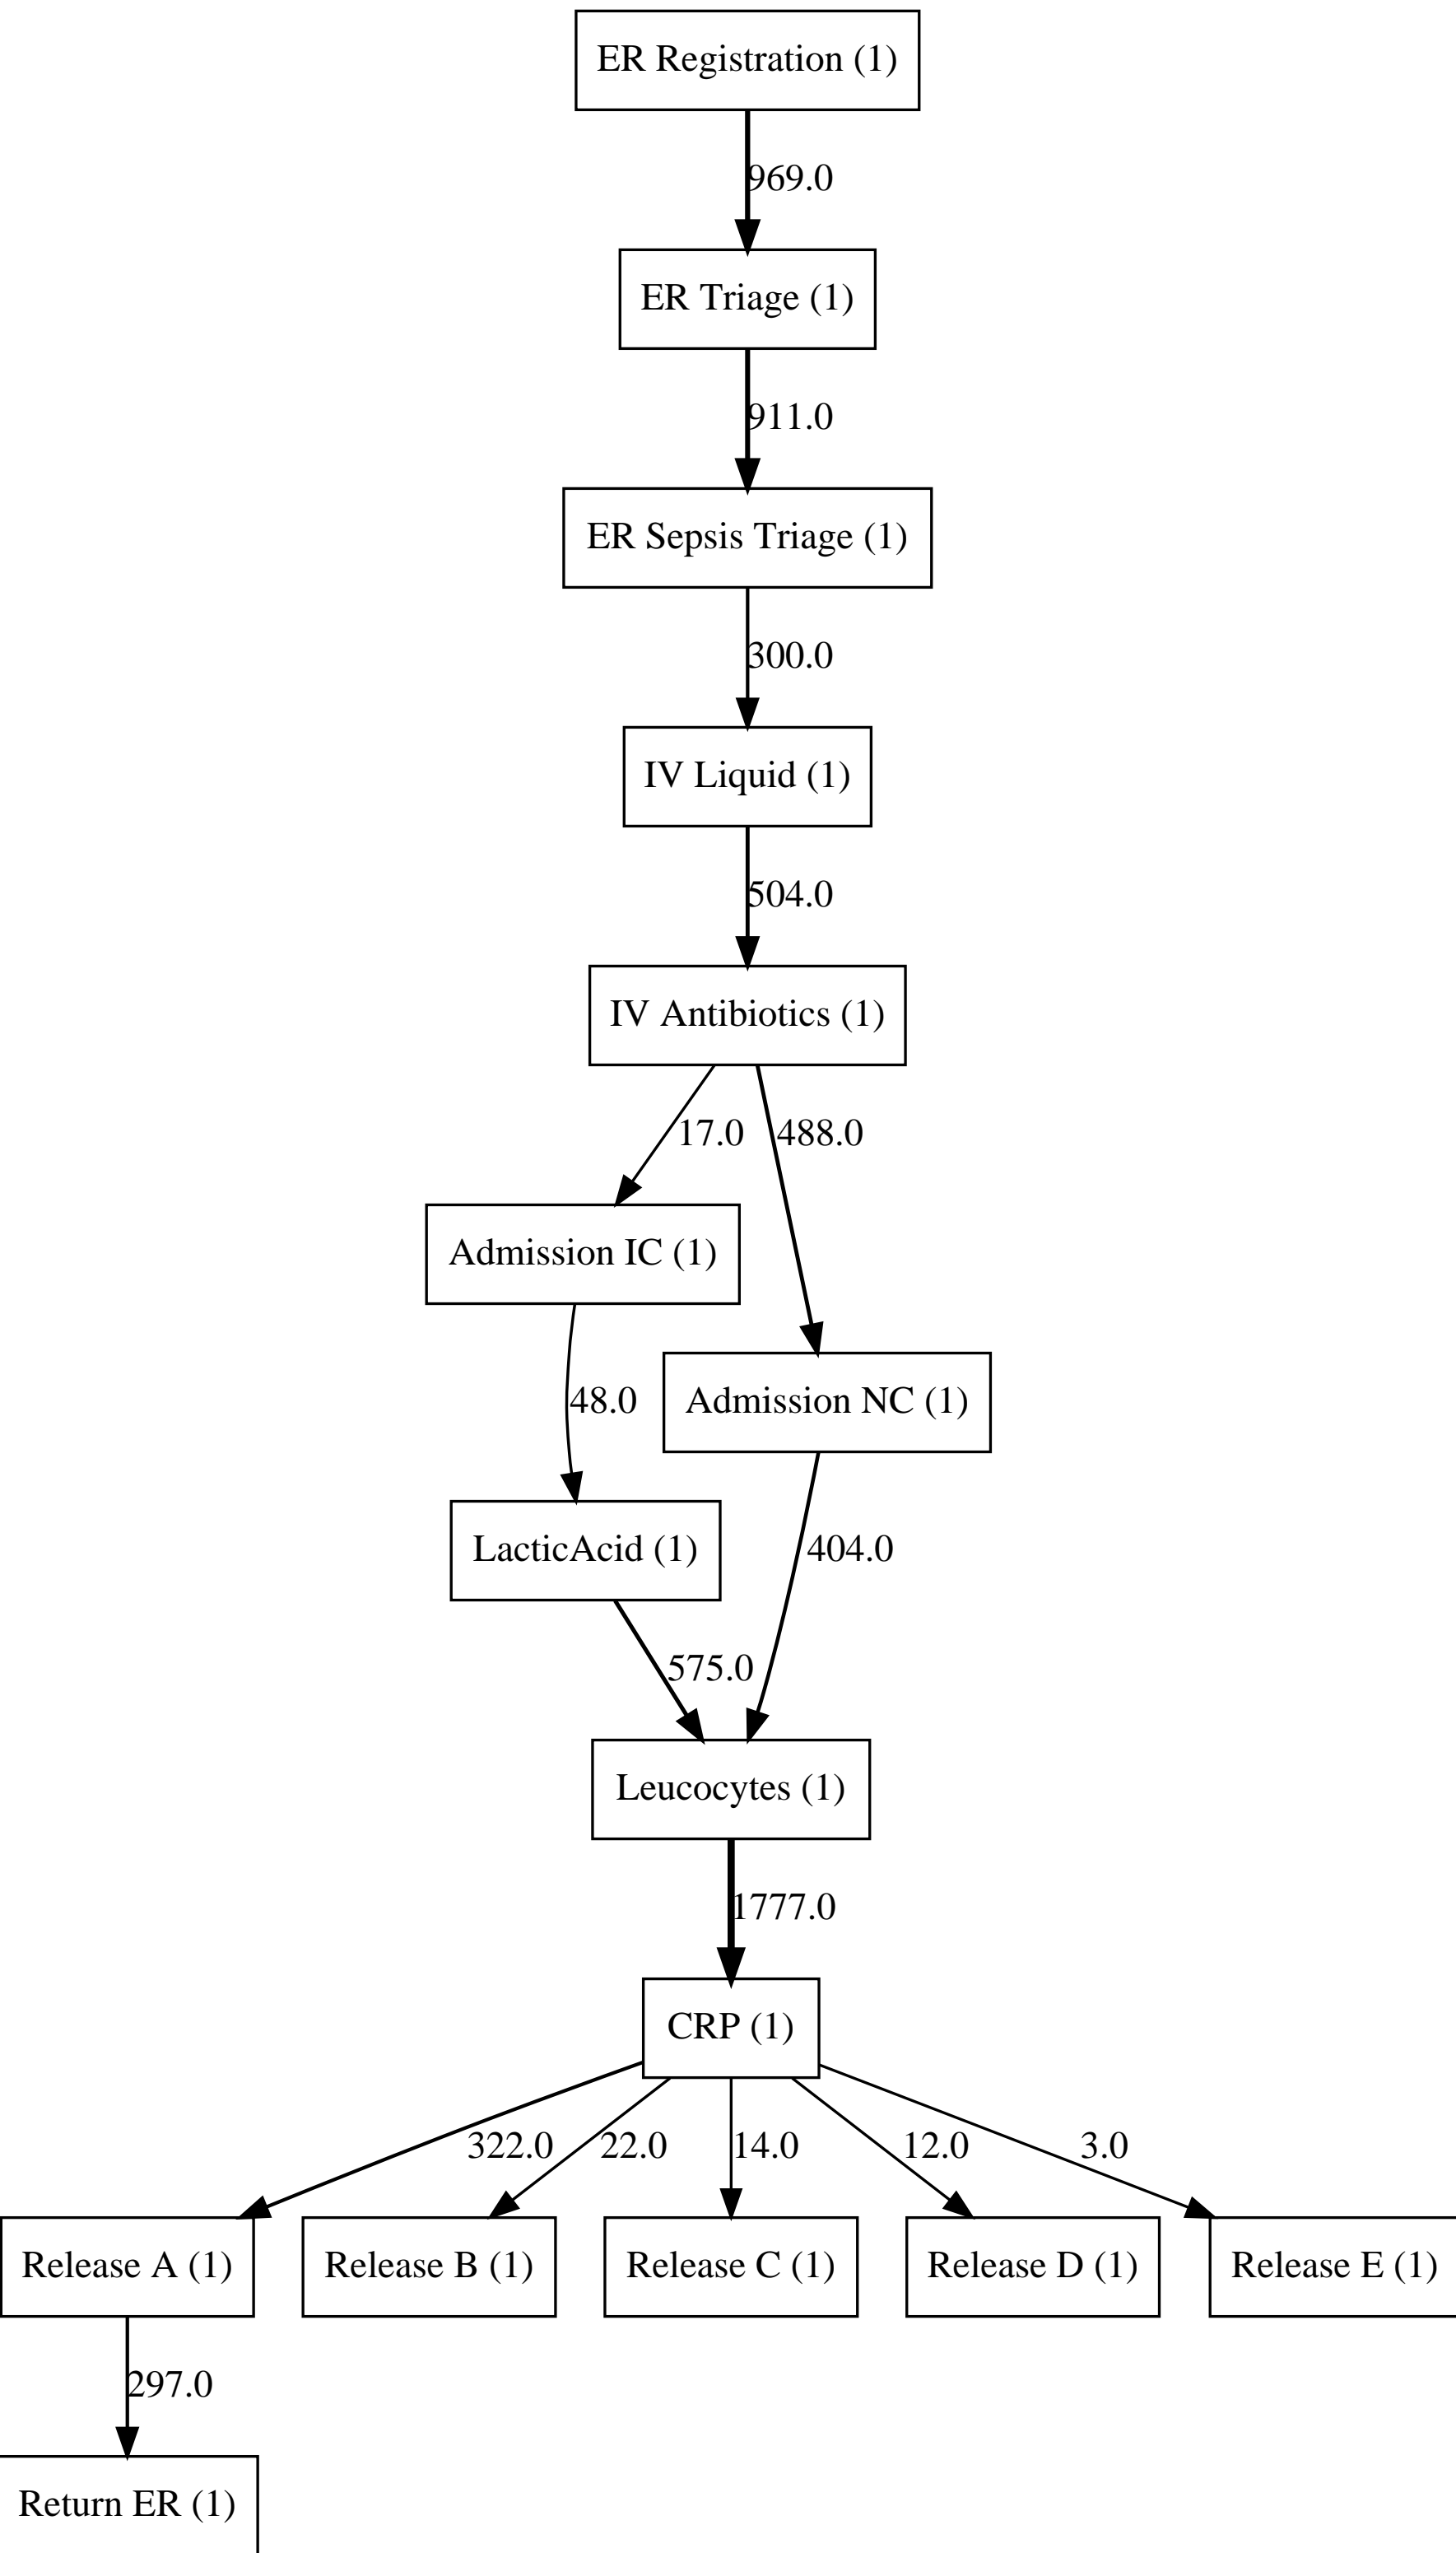 ER Registration (1)
969.0
ER Triage (1)
911.0
ER Sepsis Triage (1)
300.0
IV Liquid (1)
504.0
IV Antibiotics (1)
17.0
488.0
Admission IC (1)
Admission NC (1)
48.0
LacticAcid (1)
404.0
575.0
Leucocytes (1)
1777.0
CRP (1)
322.0
22.0
14.0
12.0
3.0
Release A (1)
Release B (1)
Release C (1)
Release D (1)
Release E (1)
297.0
Return ER (1)